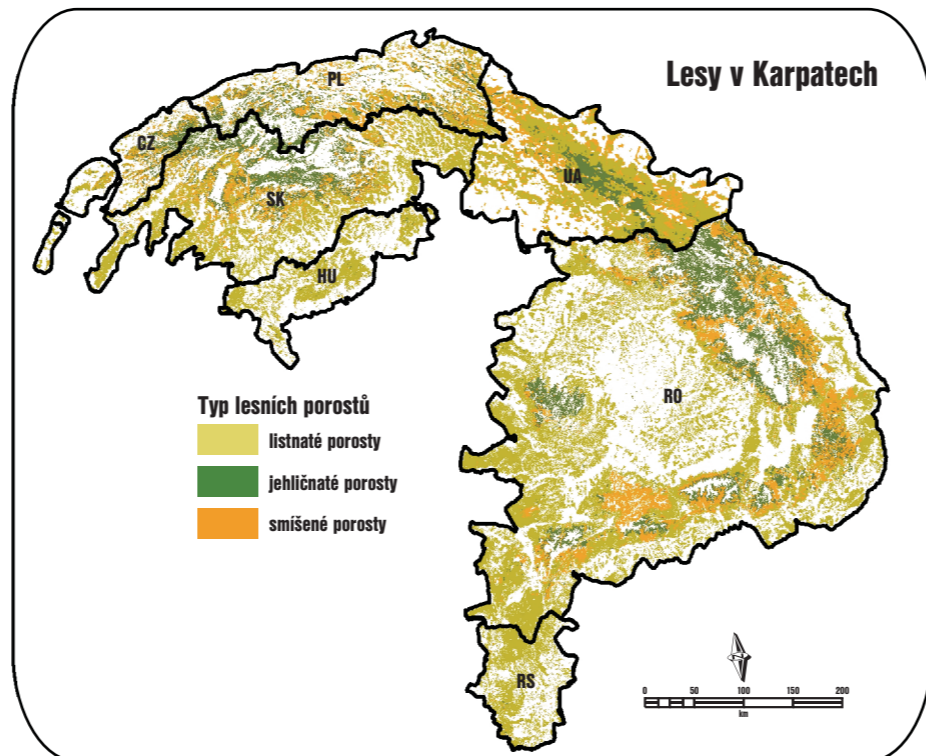 Lesy v Karpatech
PL
CZ
SK
UA
HU
RO
RS
Typ lesních porostů
listnaté porosty
jehličnaté porosty
smíšené porosty
0 50 100 150 200
km